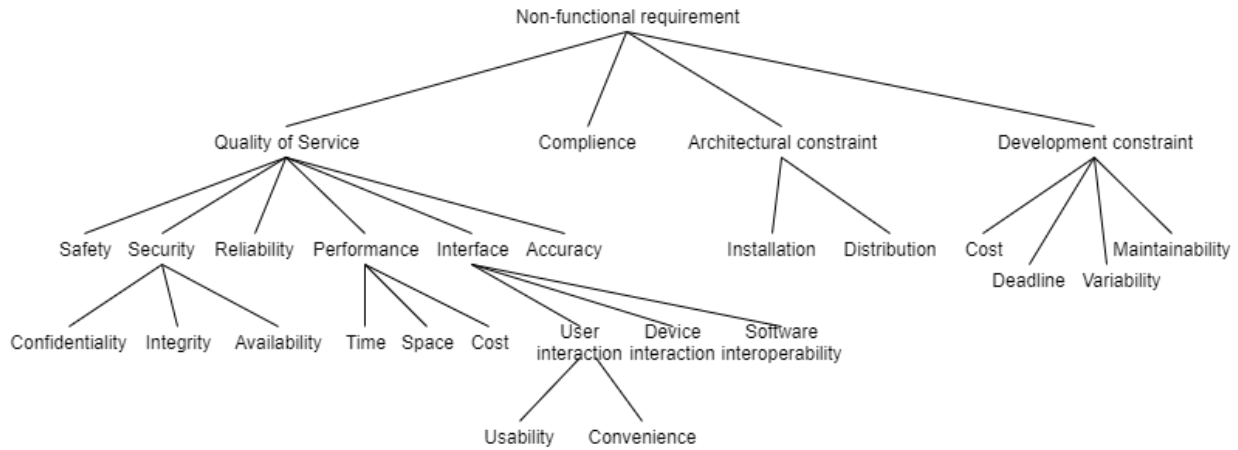 Non-functional requirement
Quality of Service
Complience
Architectural constraint
Development constraint
Safety
Security
Reliability
Performance
Interface
Accuracy
Installation
Distribution
Cost
Maintainability
Deadline
Variability
Confidentiality
Integrity
Availability
Time
Space
Cost
User
interaction
Device
interaction
Software
interoperability
Usability
Convenience